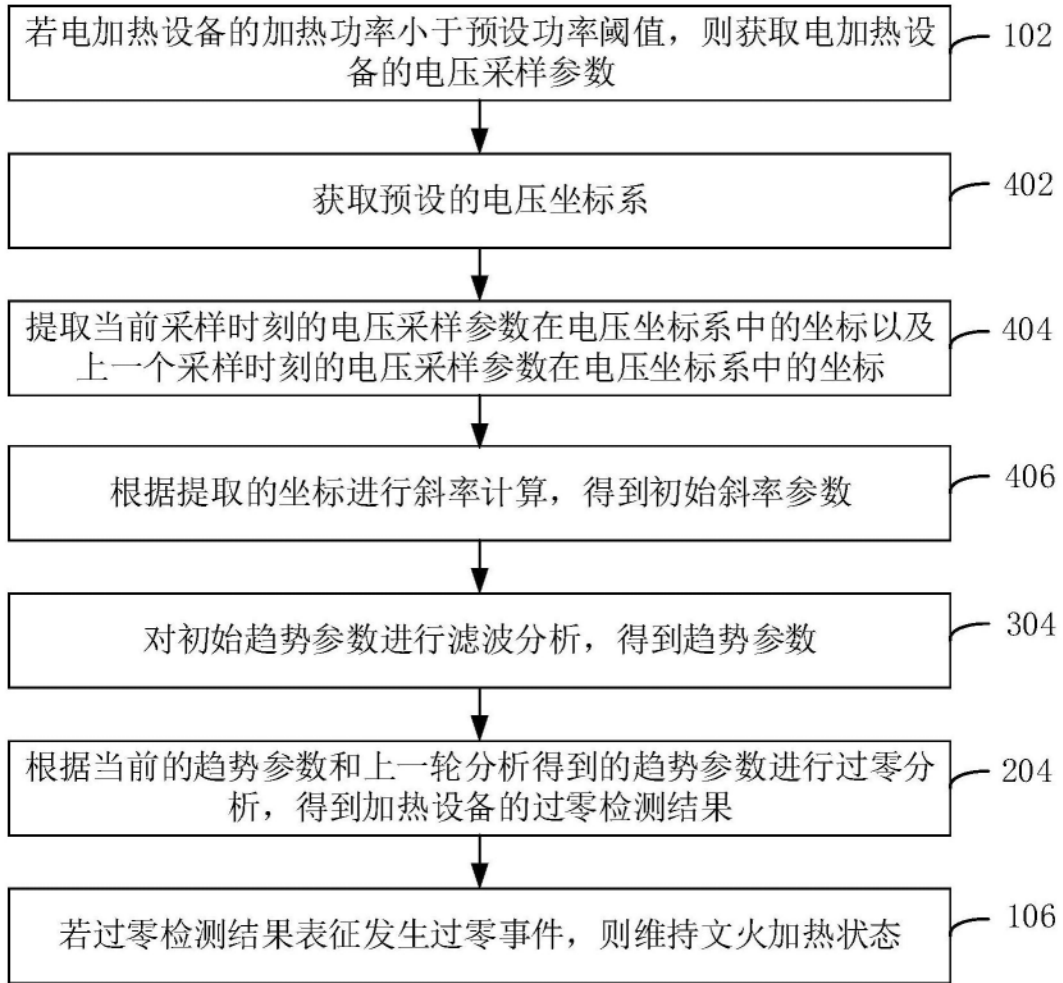 若电加热设备的加热功率小于预设功率阈值，则获取电加热设
备的电压采样参数
102
获取预设的电压坐标系
402
提取当前采样时刻的电压采样参数在电压坐标系中的坐标以及
上一个采样时刻的电压采样参数在电压坐标系中的坐标
404
根据提取的坐标进行斜率计算，得到初始斜率参数
406
对初始趋势参数进行滤波分析，得到趋势参数
304
根据当前的趋势参数和上一轮分析得到的趋势参数进行过零分
析，得到加热设备的过零检测结果
204
若过零检测结果表征发生过零事件，则维持文火加热状态
106